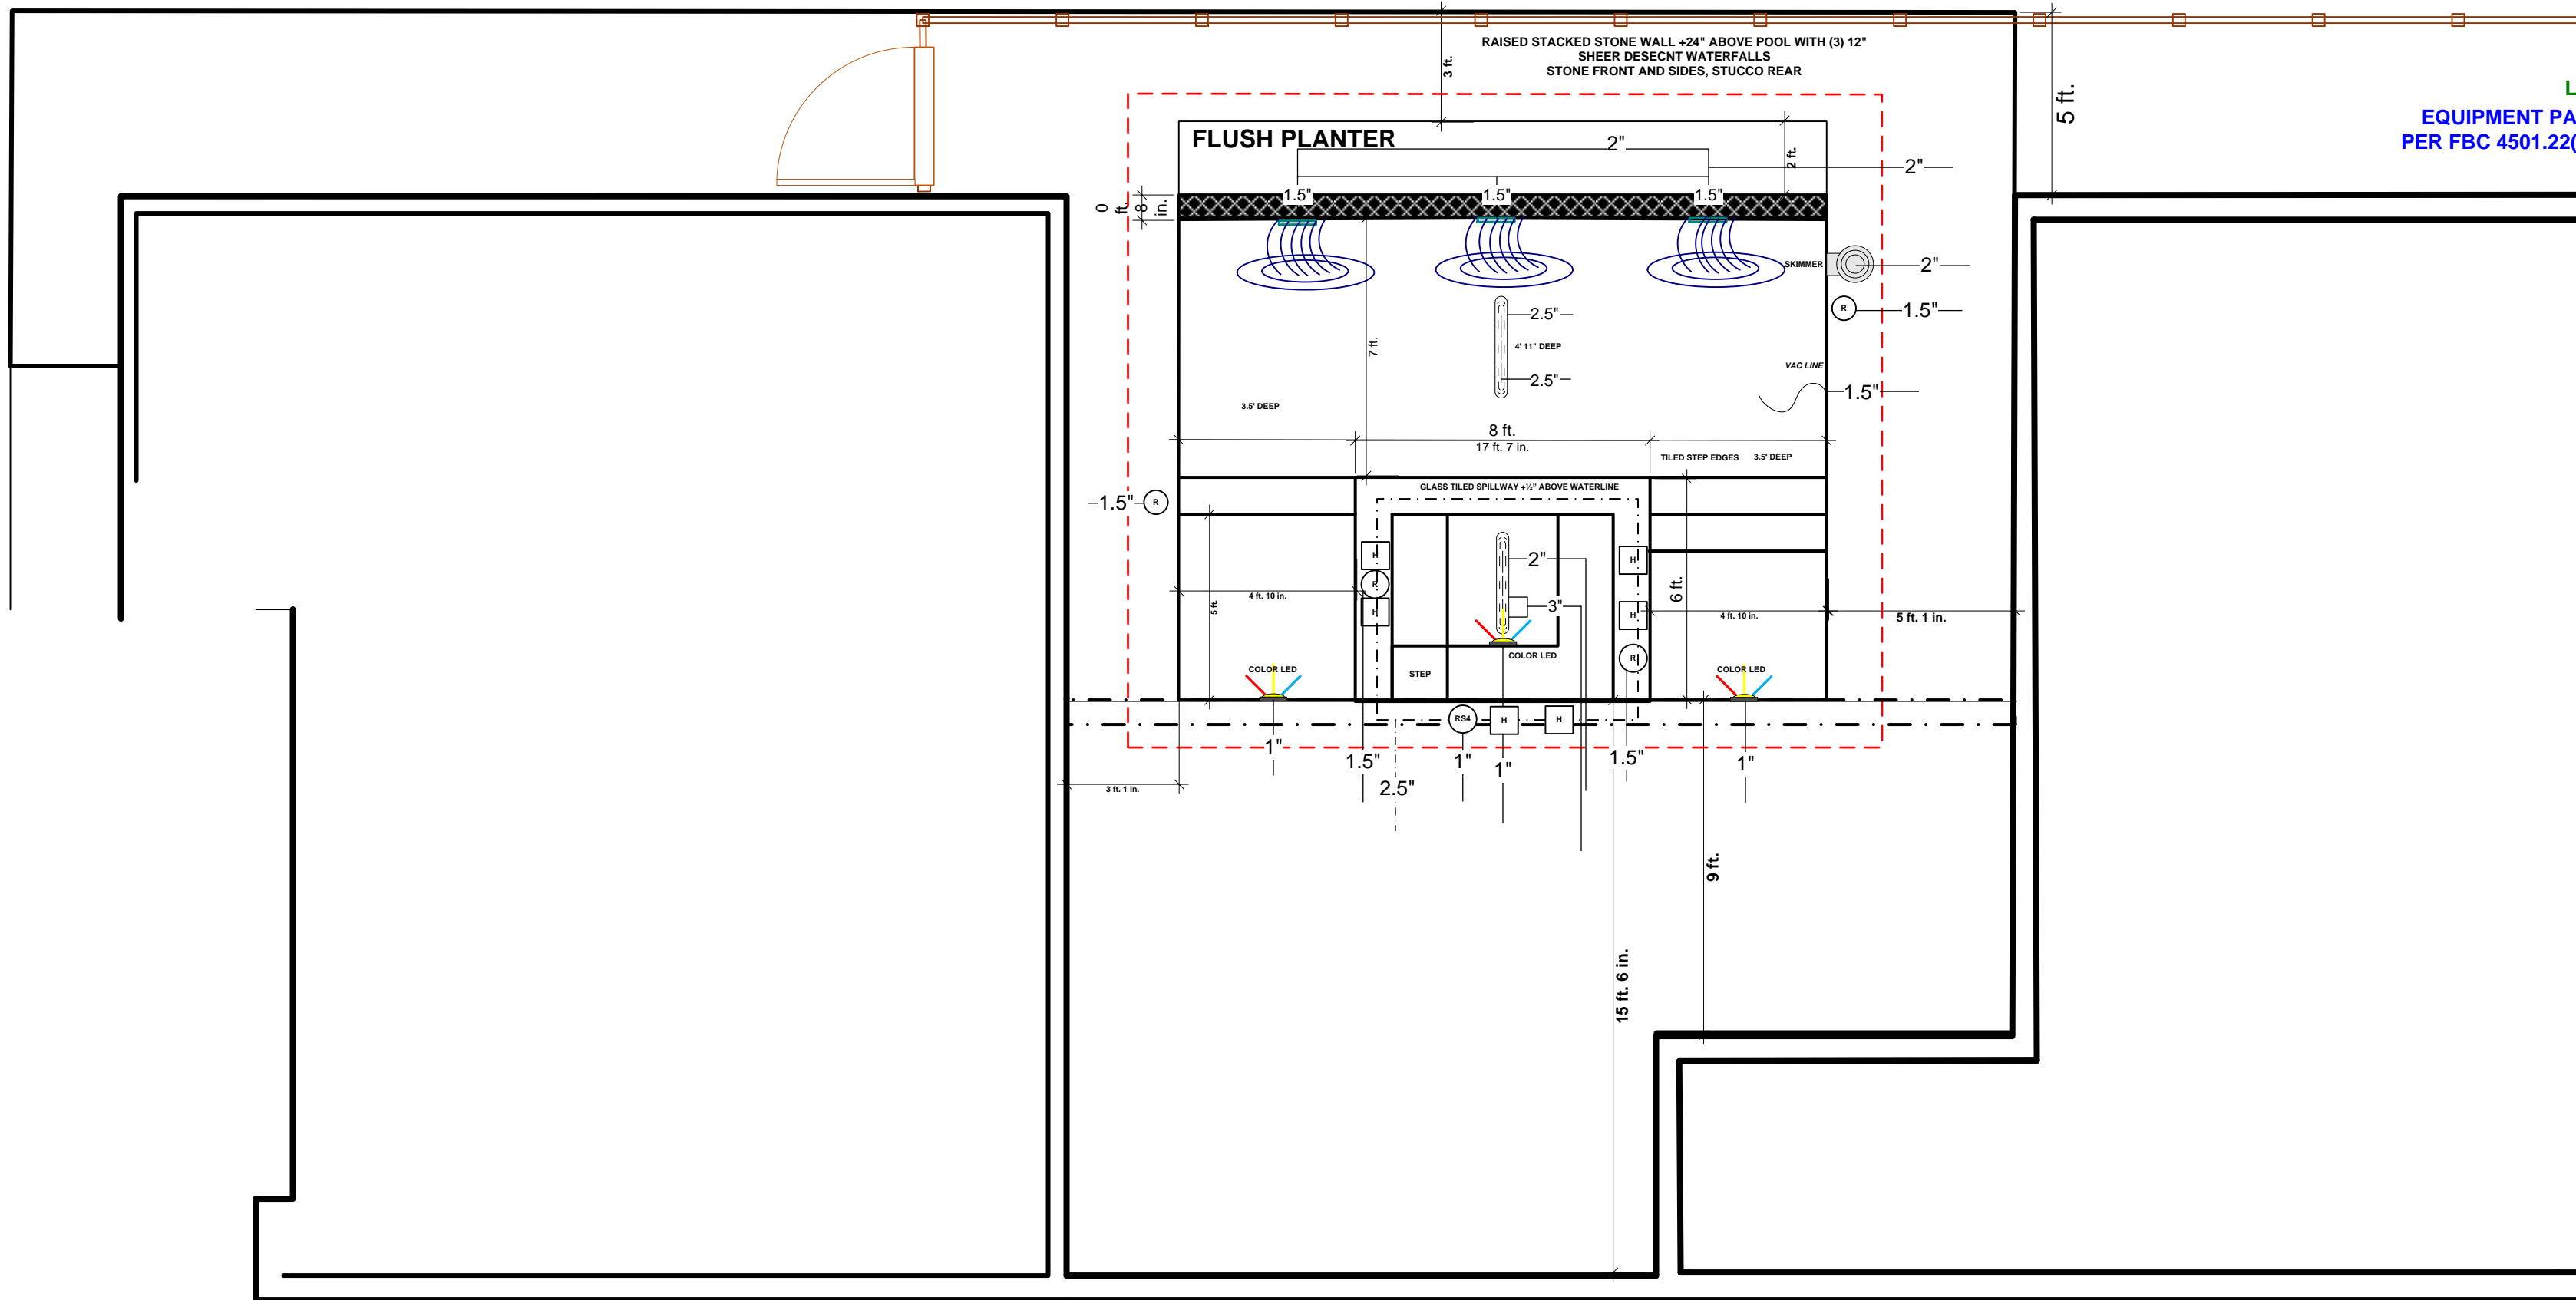 RAISED STACKED STONE WALL +24" ABOVE POOL WITH (3) 12"
SHEER DESECNT WATERFALLS
STONE FRONT AND SIDES, STUCCO REAR
3 ft.
5 ft.
L
EQUIPMENT PA
PER FBC 4501.22(
FLUSH PLANTER
2"
2 ft.
2"
0 ft. 8 in.
1.5"
1.5"
1.5"
SKIMMER
2"
R
1.5"
2.5"
4' 11" DEEP
2.5"
7 ft.
VAC LINE
1.5"
3.5' DEEP
8 ft.
17 ft. 7 in.
TILED STEP EDGES
3.5' DEEP
GLASS TILED SPILLWAY +½" ABOVE WATERLINE
1.5"
R
H
R
H
2"
3"
H
H
R
6 ft.
5 ft.
4 ft. 10 in.
4 ft. 10 in.
5 ft. 1 in.
COLOR LED
STEP
COLOR LED
COLOR LED
RS4
H
H
1"
1.5"
2.5"
1"
1"
1.5"
1"
3 ft. 1 in.
9 ft.
15 ft. 6 in.